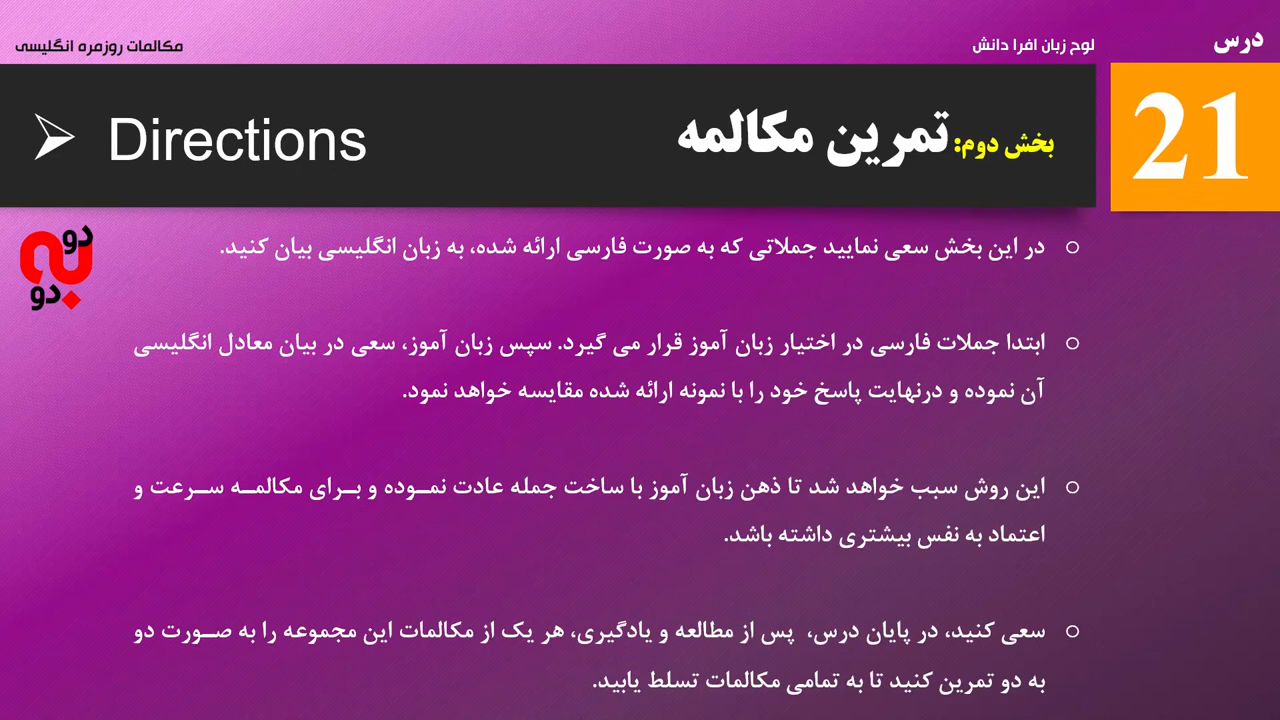 درس
لوح زبان افرا دانش
مکالمات روزمره انگلیسی
21
بخش دوم: تمرین مکالمه
Directions
دو
به
دو
در این بخش سعی نمایید جملاتی که به صورت فارسی ارائه شده، به زبان انگلیسی بیان کنید.
ابتدا جملات فارسی در اختیار زبان آموز قرار می گیرد. سپس زبان آموز، سعی در بیان معادل انگلیسی
آن نموده و درنهایت پاسخ خود را با نمونه ارائه شده مقایسه خواهد نمود.
این روش سبب خواهد شد تا ذهن زبان آموز با ساخت جمله عادت نمـوده و بـرای مکالمـه سـرعت و
اعتماد به نفس بیشتری داشته باشد.
سعی کنید، در پایان درس، پس از مطالعه و یادگیری، هر یک از مکالمات این مجموعه را به صـورت دو
به دو تمرین کنید تا به تمامی مکالمات تسلط یابید.